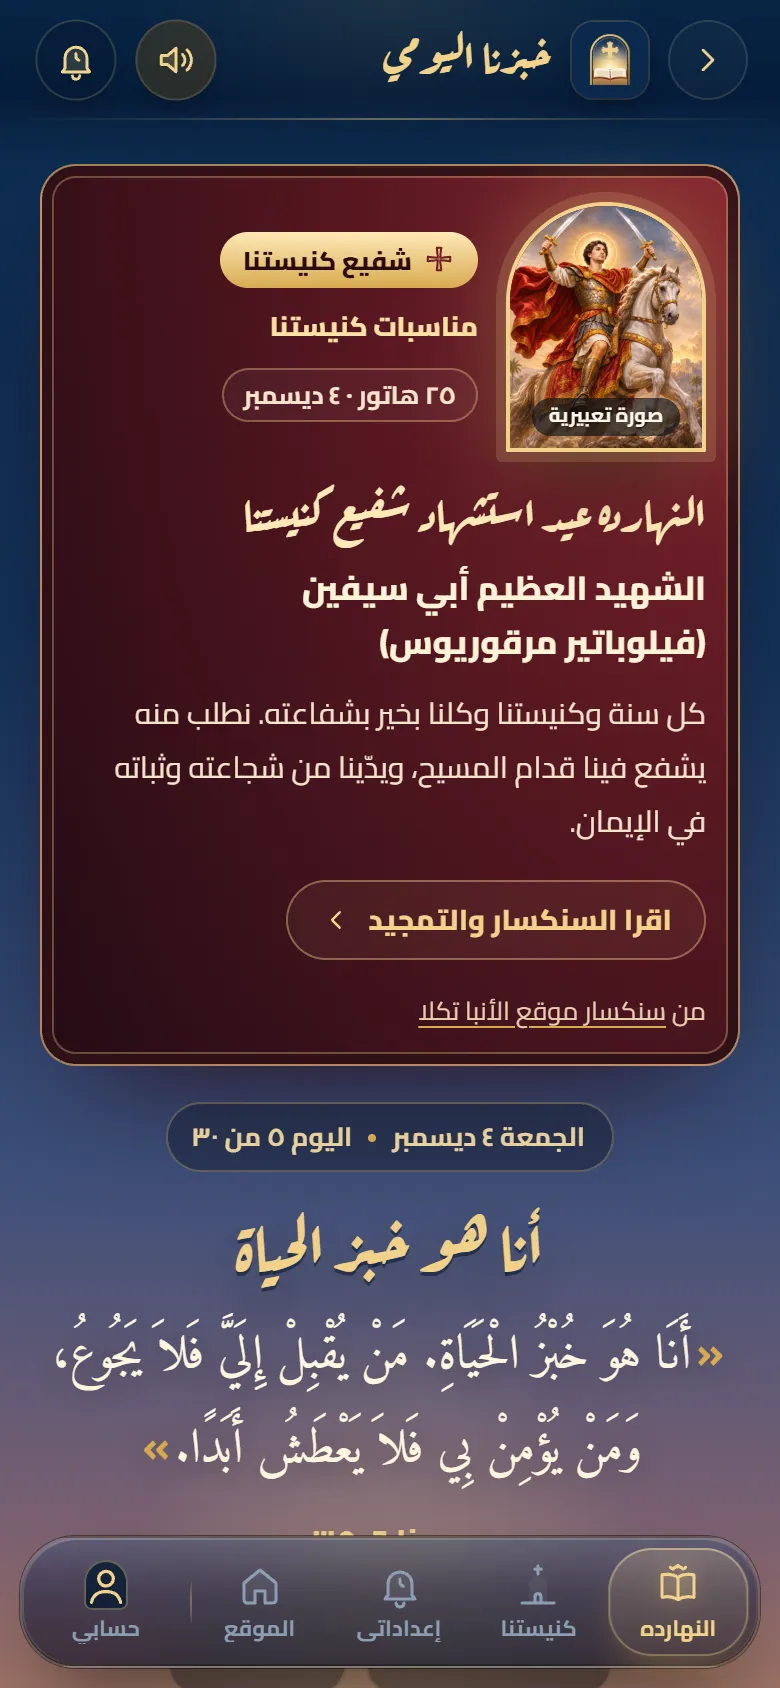 خبزنا اليومي
شفيع كنيستنا
مناسبات كنيستنا
٢٥ هاتور · ٤ ديسمبر
صورة تعبيرية
النهارده عيد استشهاد شفيع كنيستنا
الشهيد العظيم أبي سيفين
(فيلوباتير مرقوريوس)
كل سنة وكنيستنا وكلنا بخير بشفاعته. نطلب منه
يشفع فينا قدام المسيح، ويدّينا من شجاعته وثباته
في الإيمان.
اقرا السنكسار والتمجيد
من سنكسار موقع الأنبا تكلا
الجمعة ٤ ديسمبر • اليوم ٥ من ٣٠
أنا هو خبز الحياة
«أَنَا هُوَ خُبْزُ الْحَيَاةِ. مَنْ يُقْبِلْ إِلَيَّ فَلاَ يَجُوعُ،
وَمَنْ يُؤْمِنْ بِي فَلاَ يَعْطَشُ أَبَدًا.»
النهارده
كنيستنا
إعداداتي
الموقع
حسابي